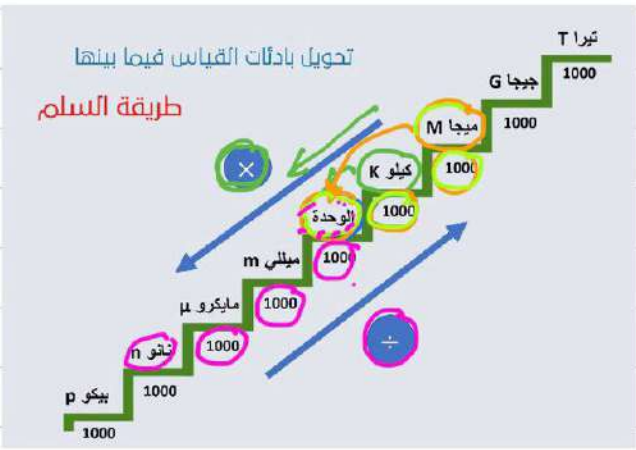 تحويل بادئات القياس فيما بينها
طريقة السلم
تيرا T
1000
جيجا G
1000
ميجا M
1000
كيلو K
1000
الوحدة
1000
ميللي m
1000
مايكرو µ
1000
نانو n
1000
بيكو p
1000
×
÷